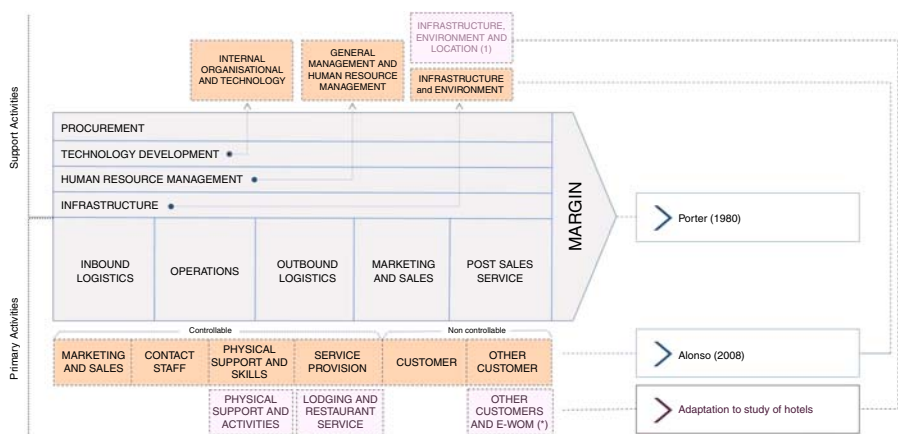 INFRASTRUCTURE,
ENVIRONMENT AND
LOCATION (1)
INTERNAL
ORGANISATIONAL
AND TECHNOLOGY
GENERAL
MANAGEMENT AND
HUMAN RESOURCE
MANAGEMENT
INFRASTRUCTURE
and ENVIRONMENT
Support Activities
PROCUREMENT
TECHNOLOGY DEVELOPMENT
HUMAN RESOURCE MANAGEMENT
INFRASTRUCTURE
MARGIN
Porter (1980)
Primary Activities
INBOUND
LOGISTICS
OPERATIONS
OUTBOUND
LOGISTICS
MARKETING
AND SALES
POST SALES
SERVICE
Controllable
Non controllable
MARKETING
AND SALES
CONTACT
STAFF
PHYSICAL
SUPPORT AND
SKILLS
SERVICE
PROVISION
CUSTOMER
OTHER
CUSTOMER
Alonso (2008)
PHYSICAL
SUPPORT AND
ACTIVITIES
LODGING AND
RESTAURANT
SERVICE
OTHER
CUSTOMERS
AND E-WOM (*)
Adaptation to study of hotels